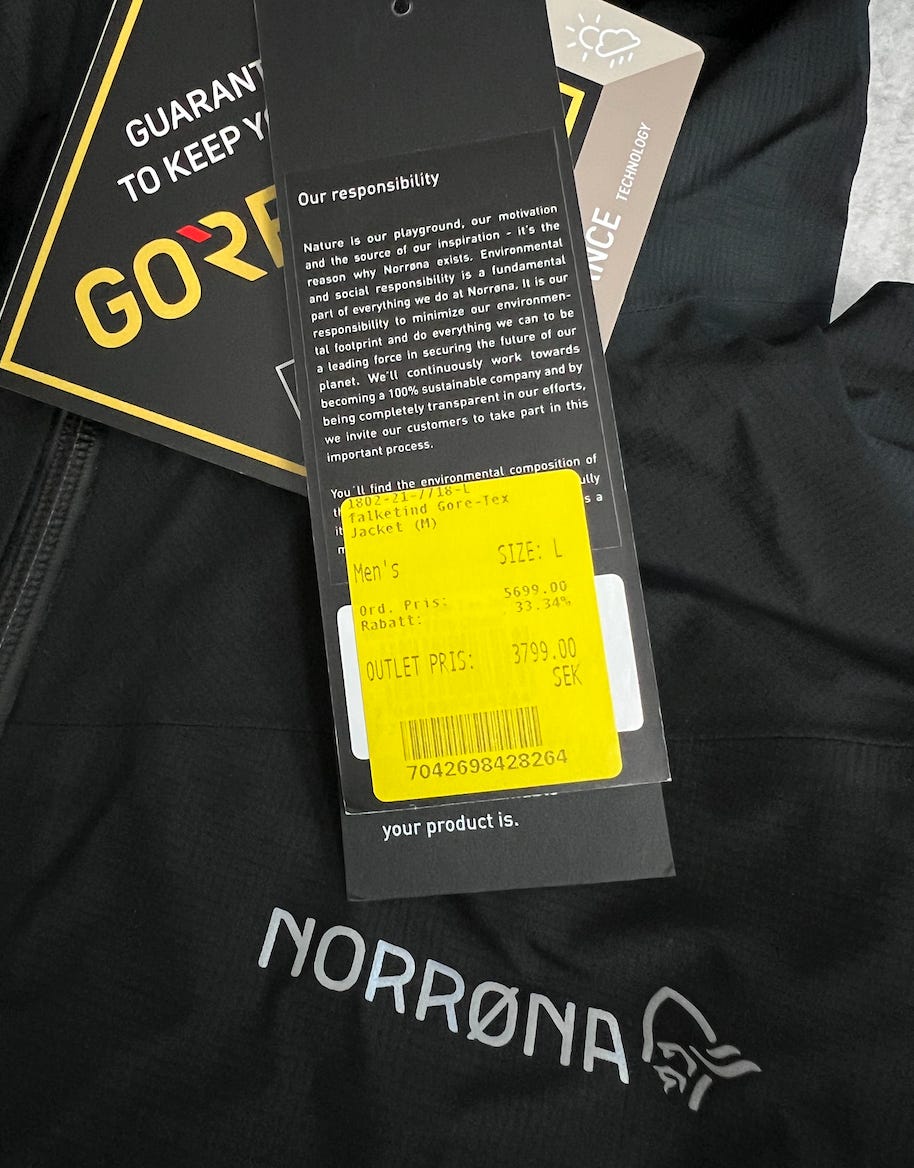 GUARANT
TO KEEP Y
GORE
INCE TECHNOLOGY
Our responsibility
Nature is our playground, our motivation
and the source of our inspiration - it's the
reason why Norrøna exists. Environmental
and social responsibility is a fundamental
part of everything we do at Norrøna. It is our
responsibility to minimize our environmen-
tal footprint and do everything we can to be
a leading force in securing the future of our
planet. We'll continuously work towards
becoming a 100% sustainable company and by
being completely transparent in our efforts,
we invite our customers to take part in this
important process.
You'll find the environmental composition of
1802-21-7718-L
falketind Gore-Tex
Jacket (M)
Men's SIZE: L
Ord. Pris: 5699.00
Rabatt: 33.34%
OUTLET PRIS: 3799.00
SEK
7042698428264
your product is.
NORRØNA